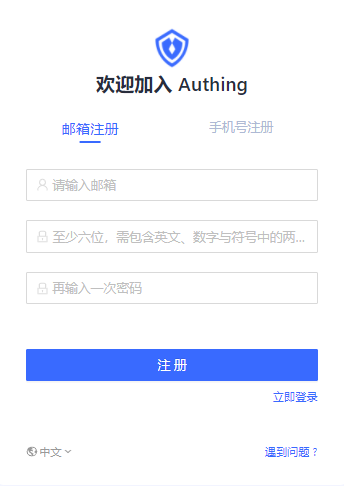 欢迎加入 Authing
邮箱注册 手机号注册
请输入邮箱
至少六位，需包含英文、数字与符号中的两...
再输入一次密码
注 册
立即登录
中文 遇到问题？